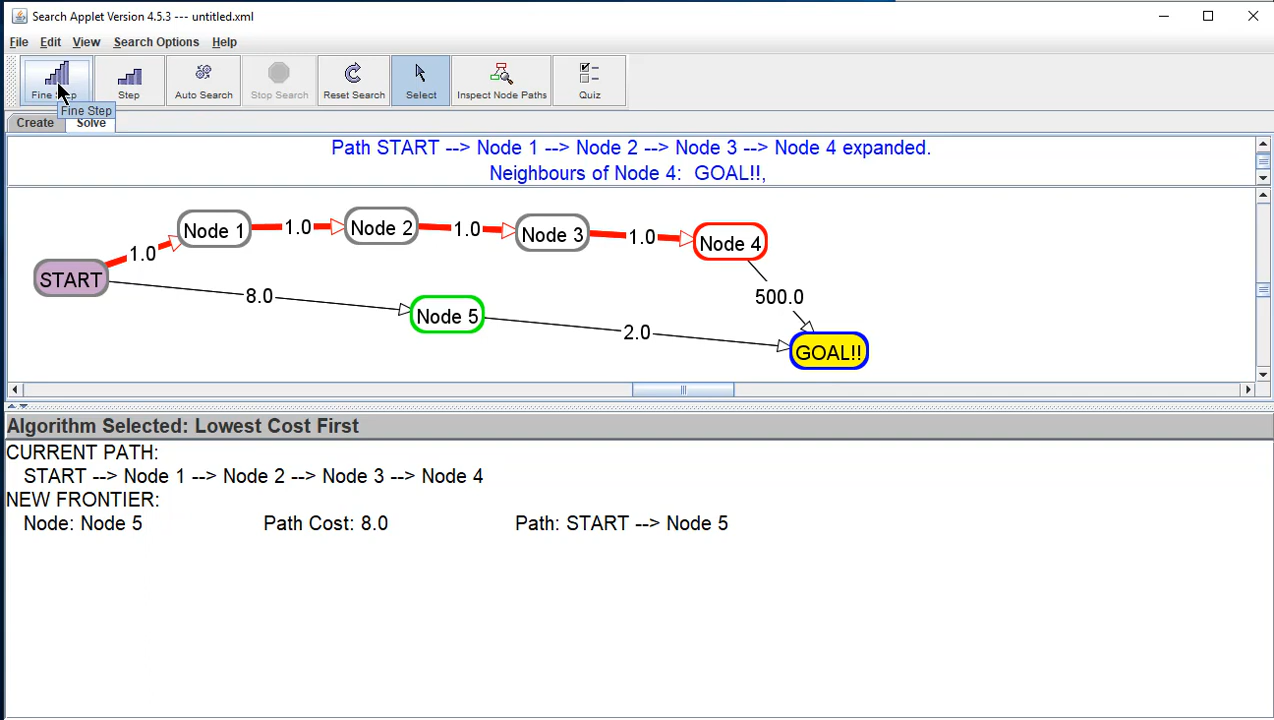 Search Applet Version 4.5.3 --- untitled.xml
File Edit View Search Options Help
Fine Step Step Auto Search Stop Search Reset Search Select Inspect Node Paths Quiz
Fine Step
Create Solve
Path START --> Node 1 --> Node 2 --> Node 3 --> Node 4 expanded.
Neighbours of Node 4: GOAL!!,
Node 1 1.0 Node 2 1.0 Node 3 1.0 Node 4
1.0
START
8.0 500.0
Node 5 2.0
GOAL!!
Algorithm Selected: Lowest Cost First
CURRENT PATH:
START --> Node 1 --> Node 2 --> Node 3 --> Node 4
NEW FRONTIER:
Node: Node 5 Path Cost: 8.0 Path: START --> Node 5